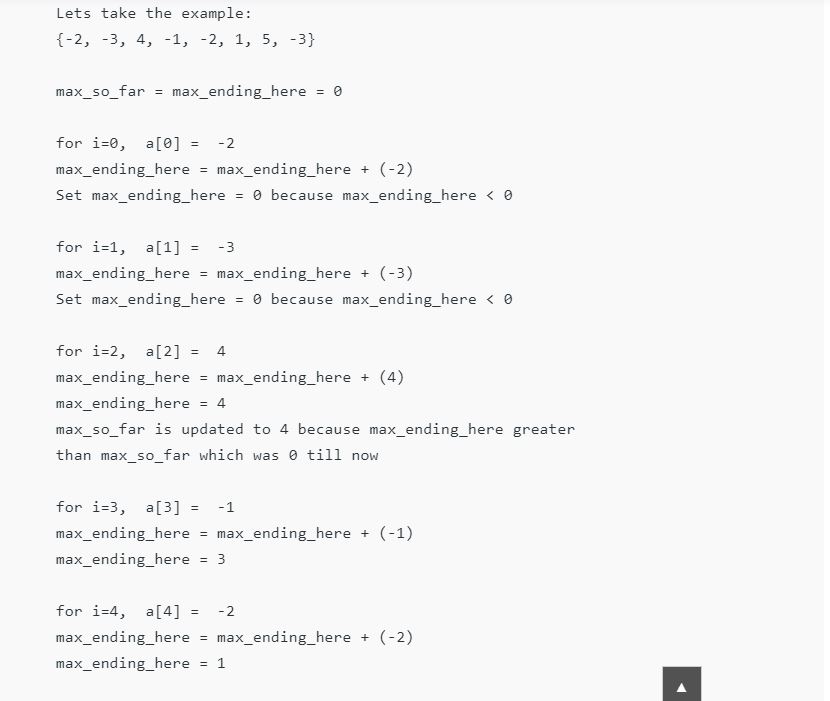 Lets take the example:
{-2, -3, 4, -1, -2, 1, 5, -3}
max_so_far = max_ending_here = 0
for i=0,  a[0] =  -2
max_ending_here = max_ending_here + (-2)
Set max_ending_here = 0 because max_ending_here < 0
for i=1,  a[1] =  -3
max_ending_here = max_ending_here + (-3)
Set max_ending_here = 0 because max_ending_here < 0
for i=2,  a[2] =  4
max_ending_here = max_ending_here + (4)
max_ending_here = 4
max_so_far is updated to 4 because max_ending_here greater
than max_so_far which was 0 till now
for i=3,  a[3] =  -1
max_ending_here = max_ending_here + (-1)
max_ending_here = 3
for i=4,  a[4] =  -2
max_ending_here = max_ending_here + (-2)
max_ending_here = 1